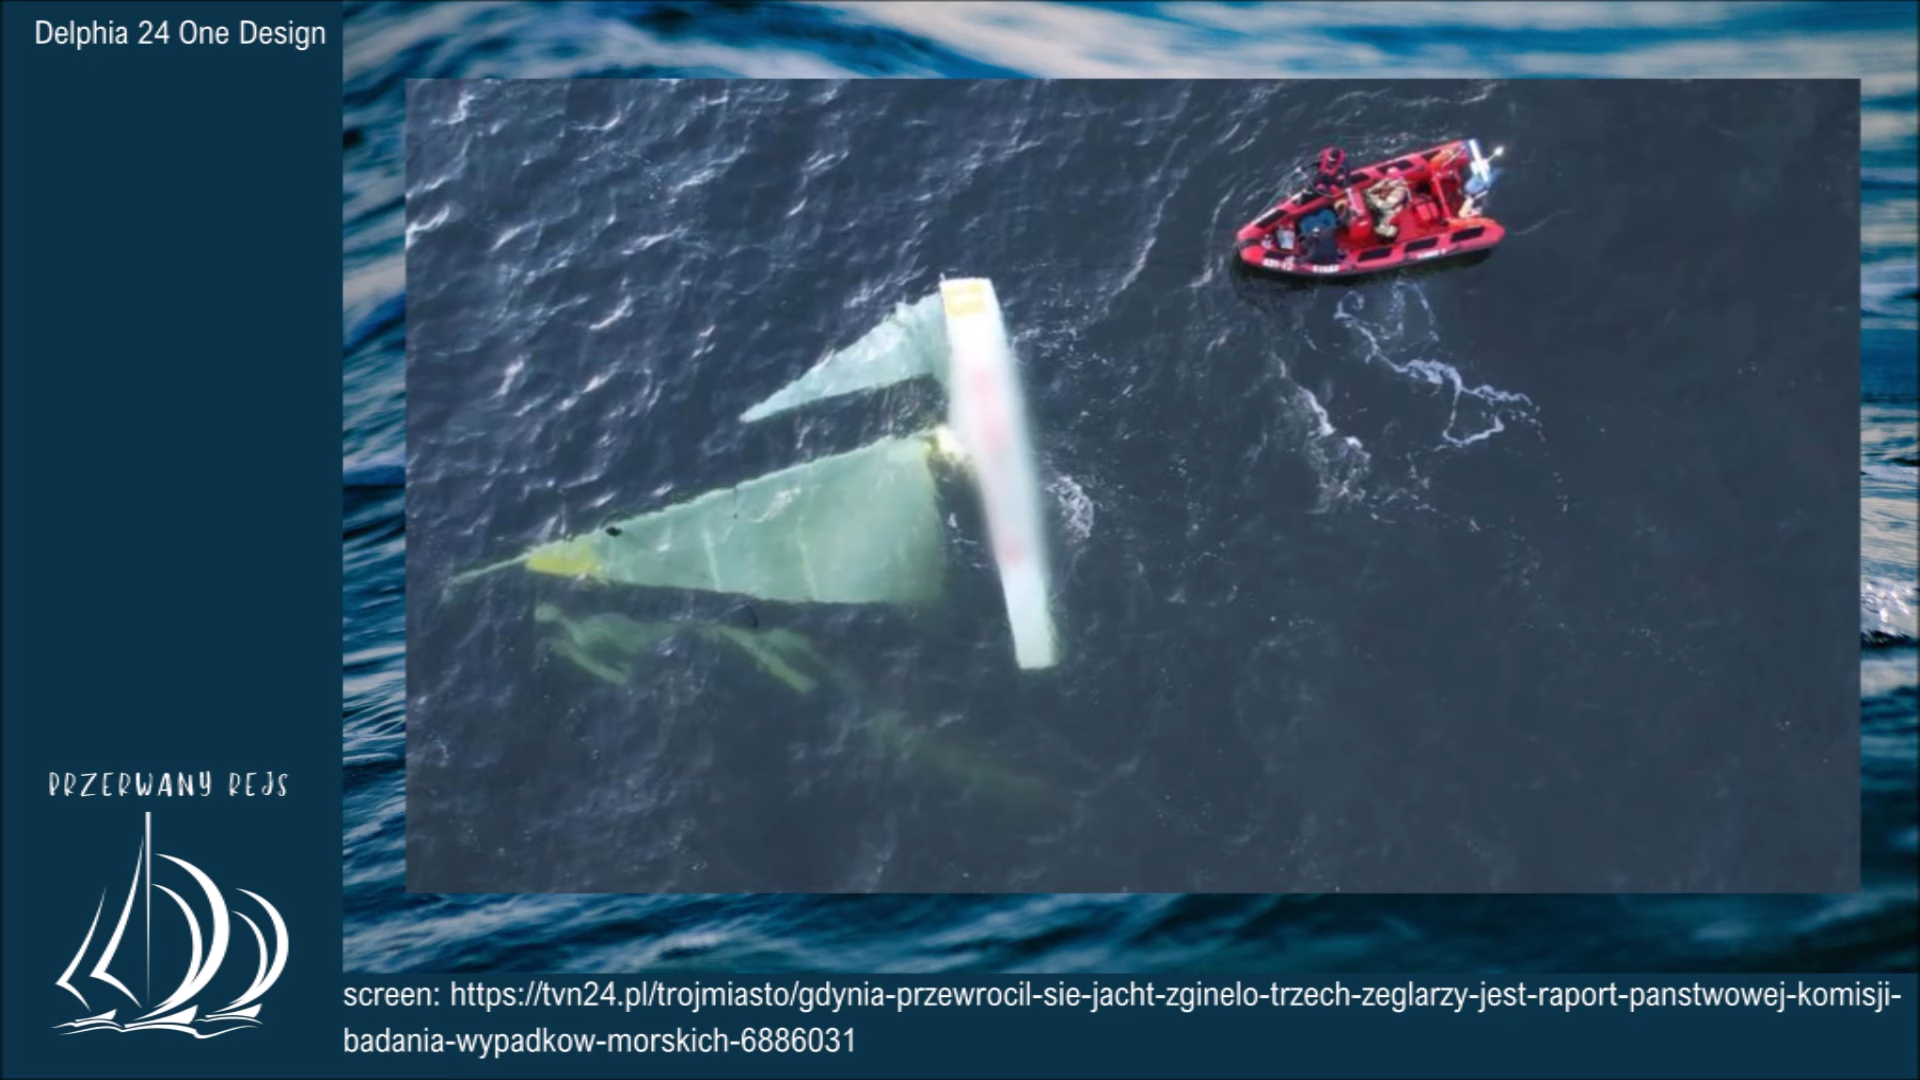 Delphia 24 One Design
PRZERWANY REJS
screen: https://tvn24.pl/trojmiasto/gdynia-przewrocil-sie-jacht-zginelo-trzech-zeglarzy-jest-raport-panstwowej-komisji-
badania-wypadkow-morskich-6886031